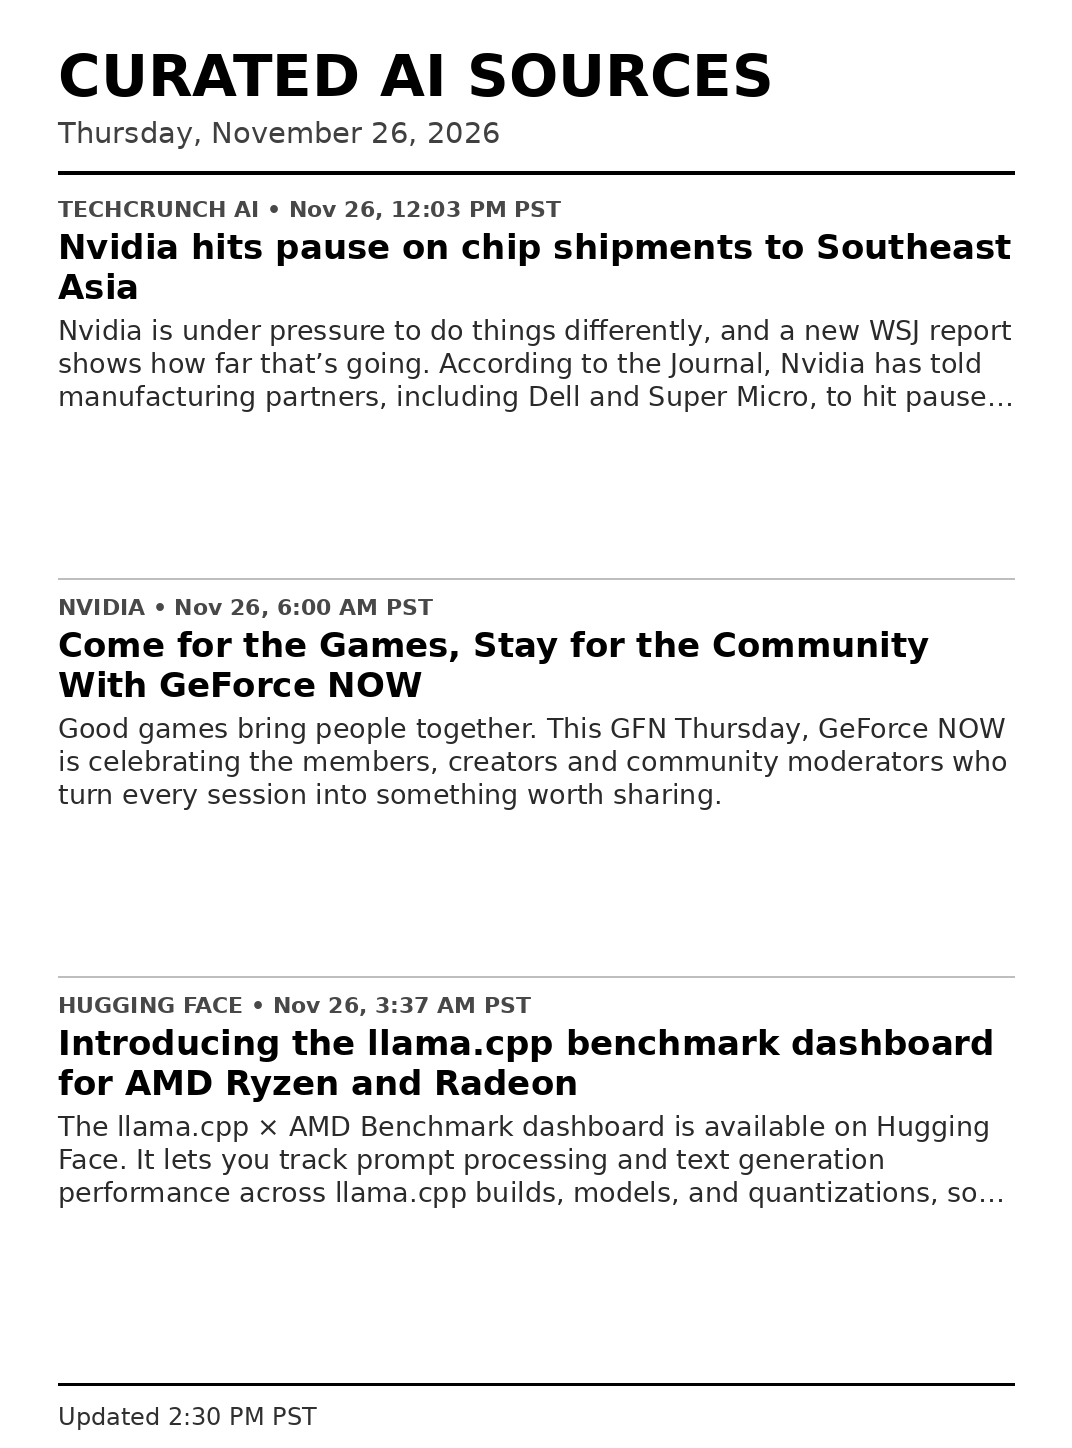 CURATED AI SOURCES
Thursday, November 26, 2026
TECHCRUNCH AI • Nov 26, 12:03 PM PST
Nvidia hits pause on chip shipments to Southeast
Asia
Nvidia is under pressure to do things differently, and a new WSJ report
shows how far that’s going. According to the Journal, Nvidia has told
manufacturing partners, including Dell and Super Micro, to hit pause…
NVIDIA • Nov 26, 6:00 AM PST
Come for the Games, Stay for the Community
With GeForce NOW
Good games bring people together. This GFN Thursday, GeForce NOW
is celebrating the members, creators and community moderators who
turn every session into something worth sharing.
HUGGING FACE • Nov 26, 3:37 AM PST
Introducing the llama.cpp benchmark dashboard
for AMD Ryzen and Radeon
The llama.cpp × AMD Benchmark dashboard is available on Hugging
Face. It lets you track prompt processing and text generation
performance across llama.cpp builds, models, and quantizations, so…
Updated 2:30 PM PST